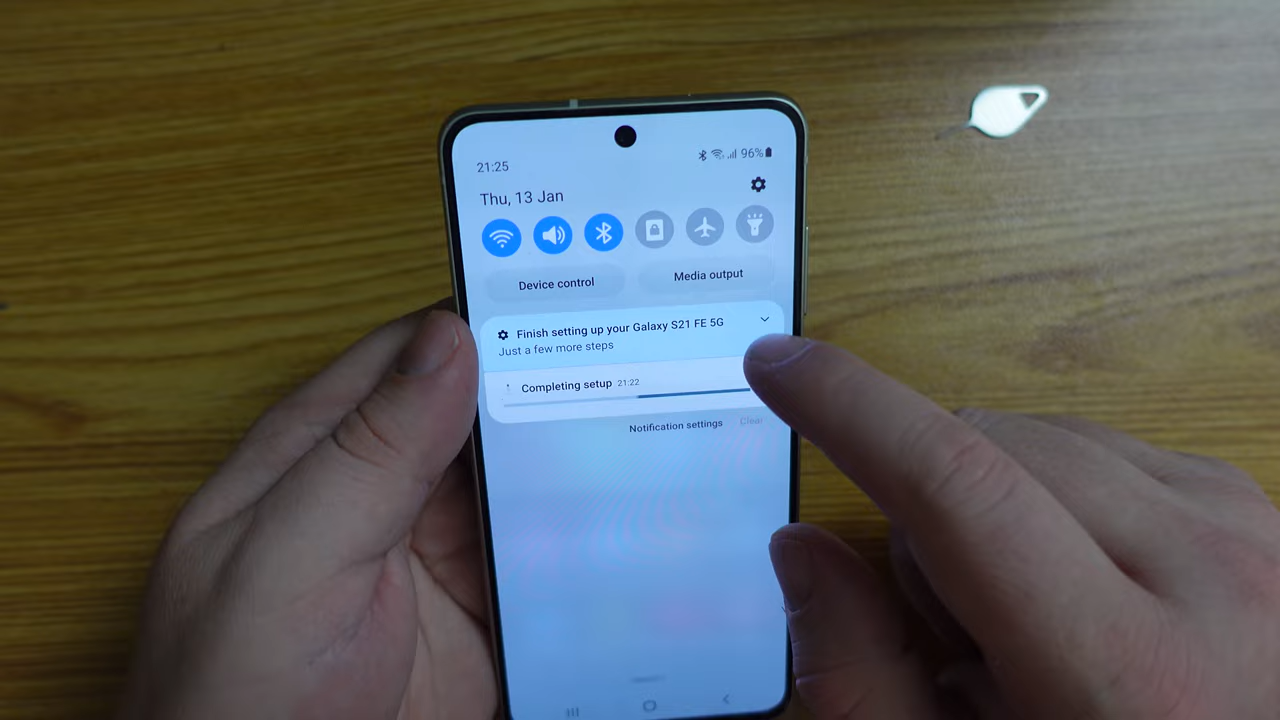 21:25
96%
Thu, 13 Jan
Device control
Media output
Finish setting up your Galaxy S21 FE 5G
Just a few more steps
Completing setup 21:22
Notification settings
Clear